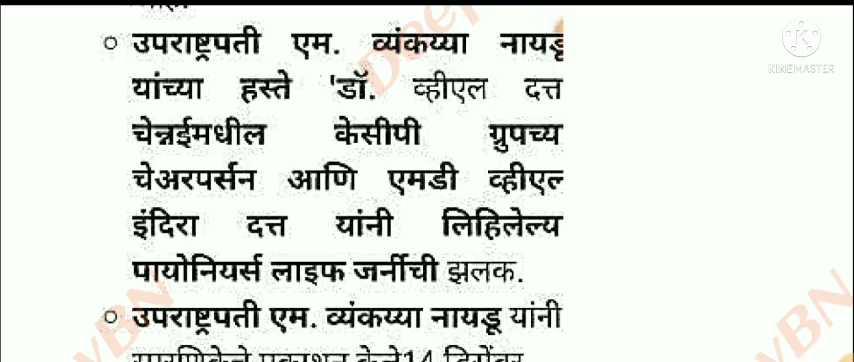 उपराष्ट्रपती एम. व्यंकय्या नायडू
KINEMASTER
यांच्या हस्ते 'डॉ. व्हीएल दत्त
चेन्नईमधील केसीपी ग्रुपच्य
चेअरपर्सन आणि एमडी व्हीएल
इंदिरा दत्त यांनी लिहिलेल्य
पायोनियर्स लाइफ जर्नीची झलक.
उपराष्ट्रपती एम. व्यंकय्या नायडू यांनी